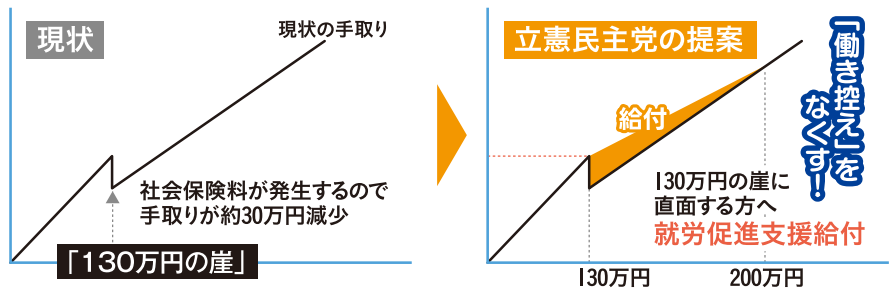 現状
現状の手取り
社会保険料が発生するので
手取りが約30万円減少
「130万円の崖」
立憲民主党の提案
「働き控え」を
なくす！
給付
130万円の崖に
直面する方へ
就労促進支援給付
130万円
200万円